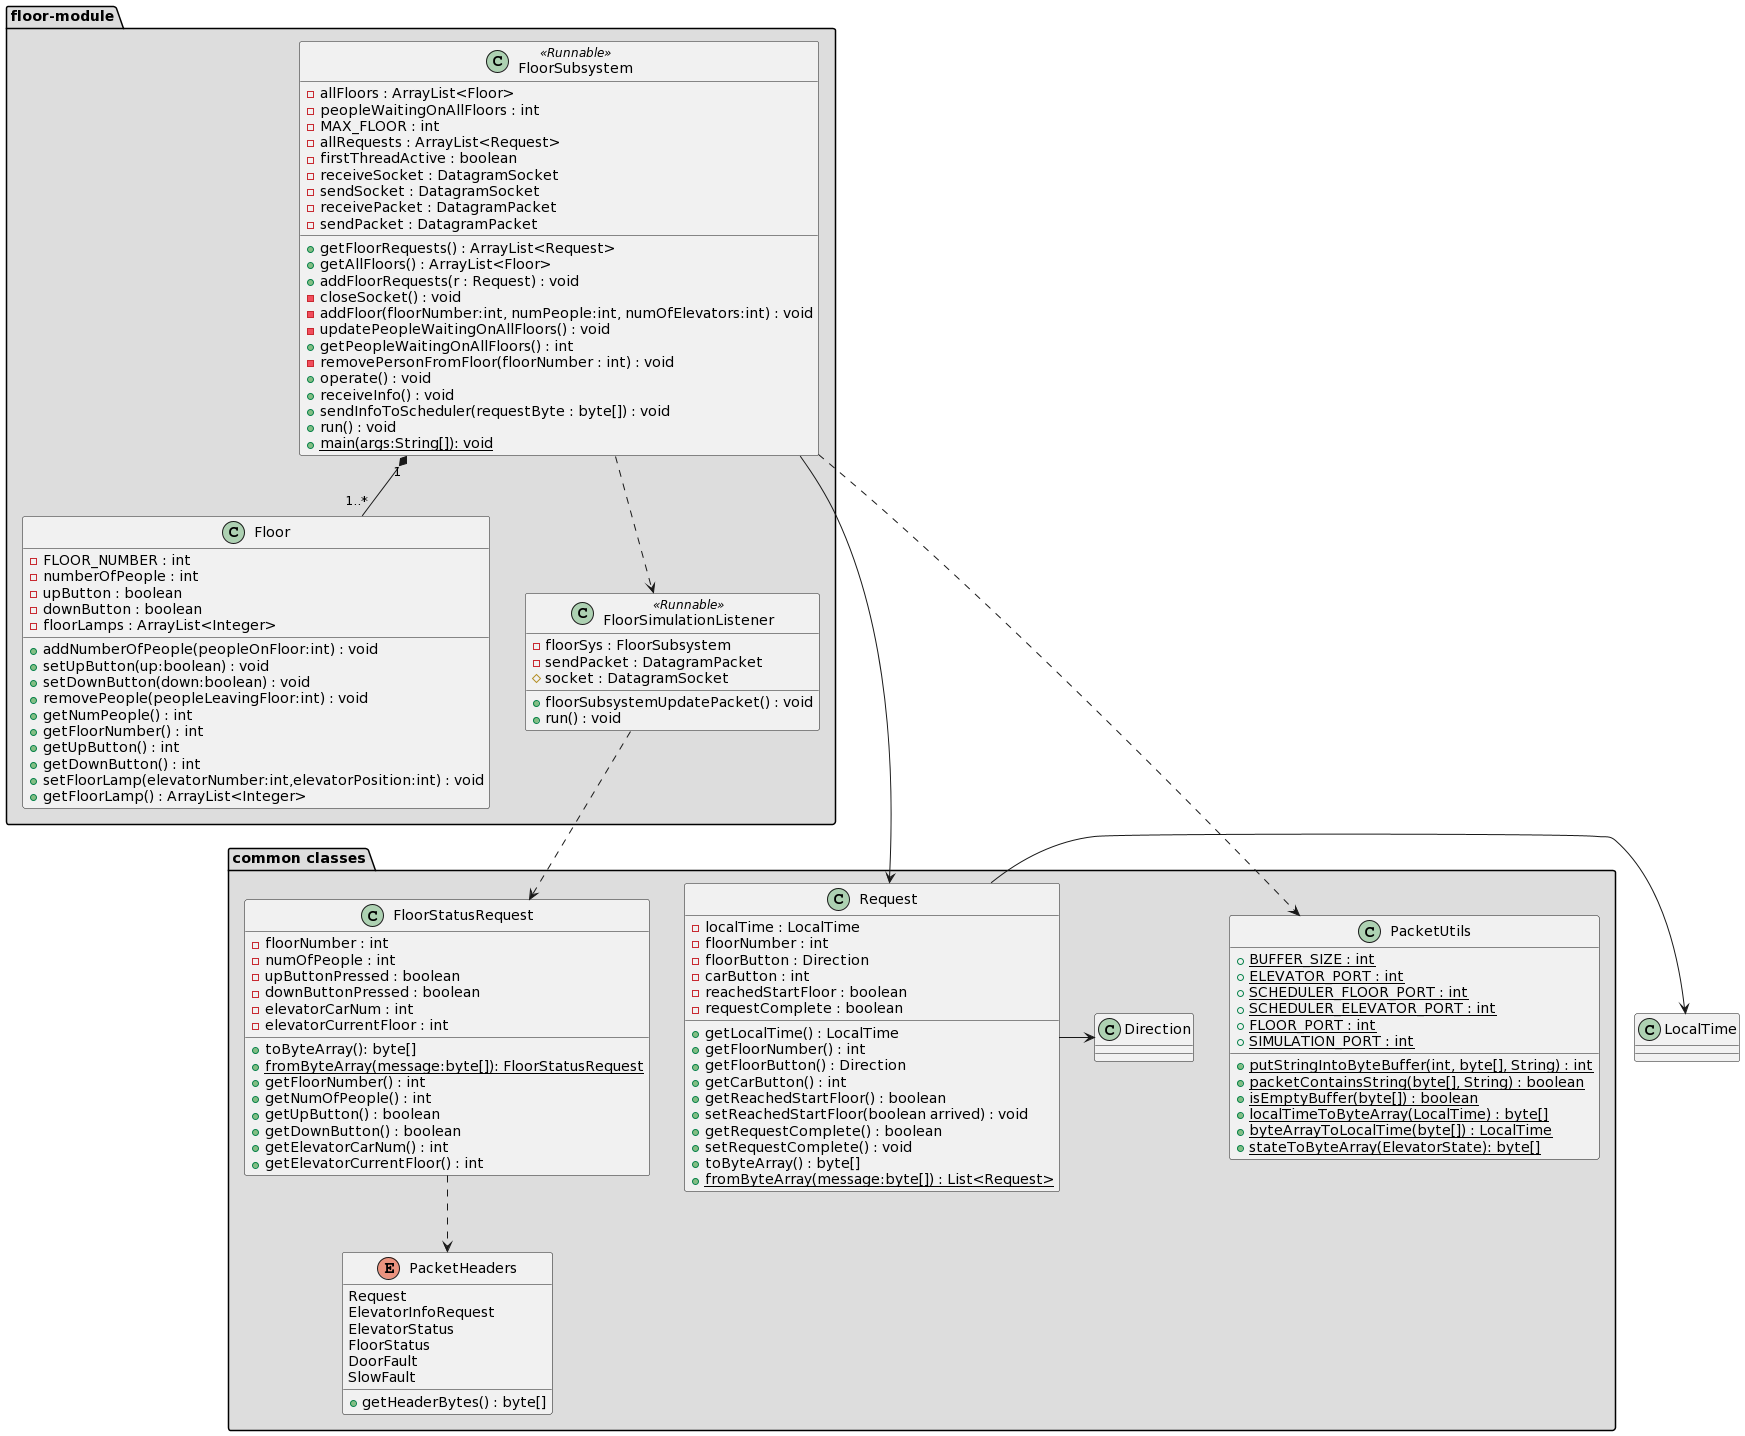 floor-module
C
«Runnable»
FloorSubsystem
allFloors : ArrayList<Floor>
peopleWaitingOnAllFloors : int
MAX_FLOOR : int
allRequests : ArrayList<Request>
firstThreadActive : boolean
receiveSocket : DatagramSocket
sendSocket : DatagramSocket
receivePacket : DatagramPacket
sendPacket : DatagramPacket
getFloorRequests() : ArrayList<Request>
getAllFloors() : ArrayList<Floor>
addFloorRequests(r : Request) : void
closeSocket() : void
addFloor(floorNumber:int, numPeople:int, numOfElevators:int) : void
updatePeopleWaitingOnAllFloors() : void
getPeopleWaitingOnAllFloors() : int
removePersonFromFloor(floorNumber : int) : void
operate() : void
receiveInfo() : void
sendInfoToScheduler(requestByte : byte[]) : void
run() : void
main(args:String[]): void
1
1..*
C
Floor
FLOOR_NUMBER : int
numberOfPeople : int
upButton : boolean
downButton : boolean
floorLamps : ArrayList<Integer>
addNumberOfPeople(peopleOnFloor:int) : void
setUpButton(up:boolean) : void
setDownButton(down:boolean) : void
removePeople(peopleLeavingFloor:int) : void
getNumPeople() : int
getFloorNumber() : int
getUpButton() : int
getDownButton() : int
setFloorLamp(elevatorNumber:int,elevatorPosition:int) : void
getFloorLamp() : ArrayList<Integer>
C
«Runnable»
FloorSimulationListener
floorSys : FloorSubsystem
sendPacket : DatagramPacket
socket : DatagramSocket
floorSubsystemUpdatePacket() : void
run() : void
common classes
C
FloorStatusRequest
floorNumber : int
numOfPeople : int
upButtonPressed : boolean
downButtonPressed : boolean
elevatorCarNum : int
elevatorCurrentFloor : int
toByteArray(): byte[]
fromByteArray(message:byte[]): FloorStatusRequest
getFloorNumber() : int
getNumOfPeople() : int
getUpButton() : boolean
getDownButton() : boolean
getElevatorCarNum() : int
getElevatorCurrentFloor() : int
C
Request
localTime : LocalTime
floorNumber : int
floorButton : Direction
carButton : int
reachedStartFloor : boolean
requestComplete : boolean
getLocalTime() : LocalTime
getFloorNumber() : int
getFloorButton() : Direction
getCarButton() : int
getReachedStartFloor() : boolean
setReachedStartFloor(boolean arrived) : void
getRequestComplete() : boolean
setRequestComplete() : void
toByteArray() : byte[]
fromByteArray(message:byte[]) : List<Request>
C
Direction
C
PacketUtils
BUFFER_SIZE : int
ELEVATOR_PORT : int
SCHEDULER_FLOOR_PORT : int
SCHEDULER_ELEVATOR_PORT : int
FLOOR_PORT : int
SIMULATION_PORT : int
putStringIntoByteBuffer(int, byte[], String) : int
packetContainsString(byte[], String) : boolean
isEmptyBuffer(byte[]) : boolean
localTimeToByteArray(LocalTime) : byte[]
byteArrayToLocalTime(byte[]) : LocalTime
stateToByteArray(ElevatorState): byte[]
C
LocalTime
E
PacketHeaders
Request
ElevatorInfoRequest
ElevatorStatus
FloorStatus
DoorFault
SlowFault
getHeaderBytes() : byte[]